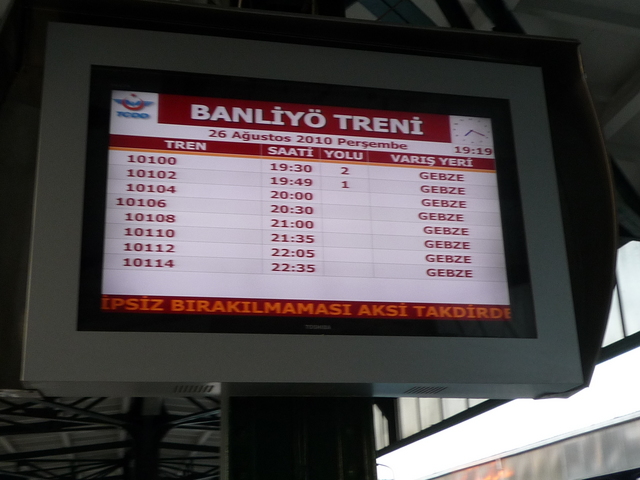 TCDD
BANLİYÖ TRENİ
26 Ağustos 2010 Perşembe
19:19
TREN SAATİ YOLU VARIŞ YERİ
10100 19:30 2 GEBZE
10102 19:49 1 GEBZE
10104 20:00 GEBZE
10106 20:30 GEBZE
10108 21:00 GEBZE
10110 21:35 GEBZE
10112 22:05 GEBZE
10114 22:35 GEBZE
İPSİZ BIRAKILMAMASI AKSİ TAKDİRDE
TOSHIBA